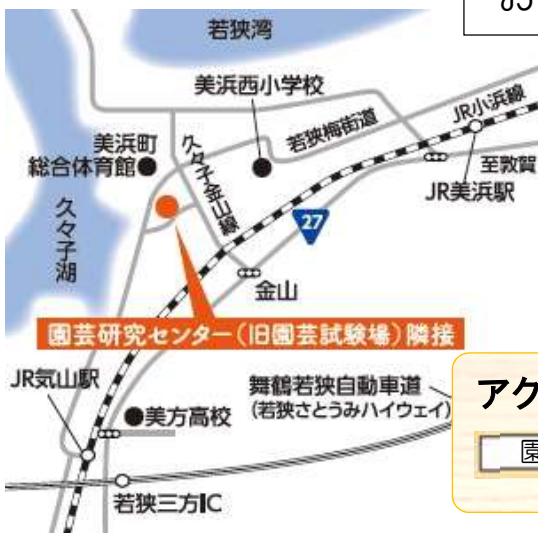 若狭湾
美浜西小学校
JR小浜線
若狭梅街道
美浜町
総合体育館
久々子金山線
至敦賀
JR美浜駅
久々子湖
27
金山
園芸研究センター(旧園芸試験場)隣接
JR気山駅
美方高校
舞鶴若狭自動車道
(若狭さとうみハイウェイ)
若狭三方IC
アク
園